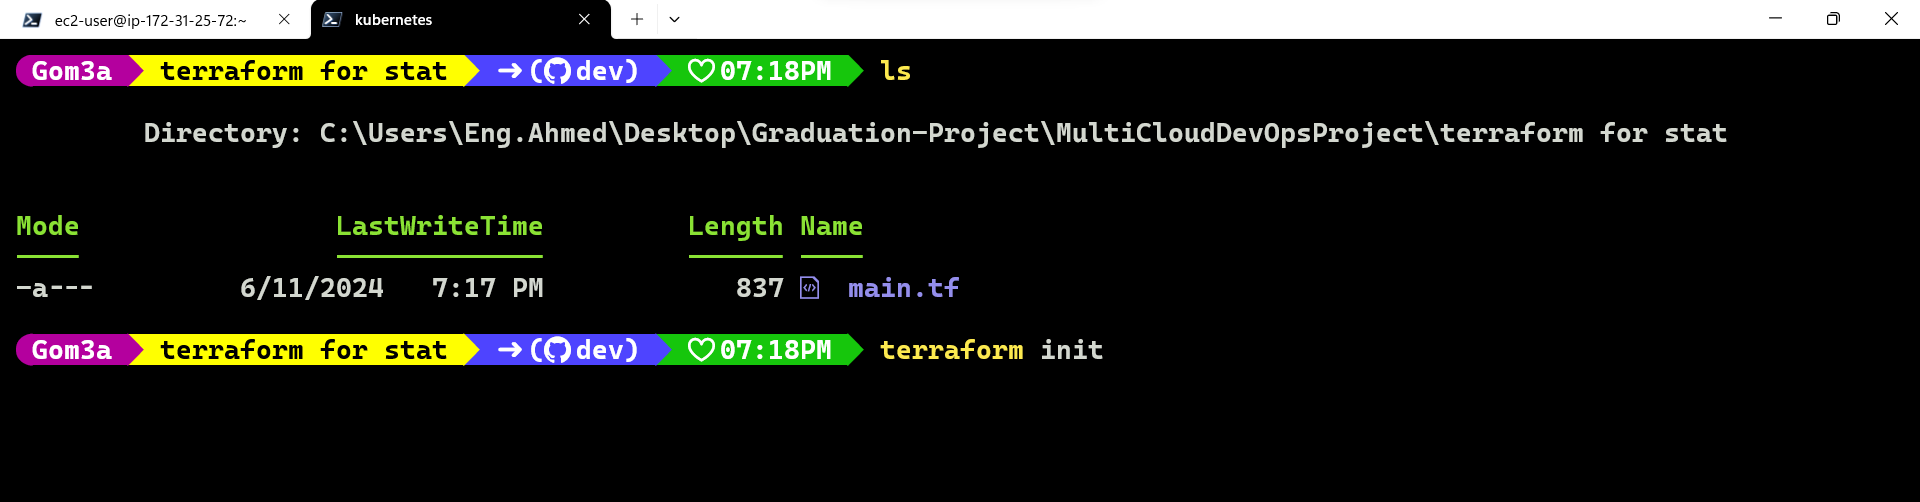 ec2-user@ip-172-31-25-72:~ kubernetes
Gom3a terraform for stat ➜ (dev) ♡07:18PM ls
Directory: C:\Users\Eng.Ahmed\Desktop\Graduation-Project\MultiCloudDevOpsProject\terraform for stat
Mode LastWriteTime Length Name
-a--- 6/11/2024 7:17 PM 837 main.tf
Gom3a terraform for stat ➜ (dev) ♡07:18PM terraform init